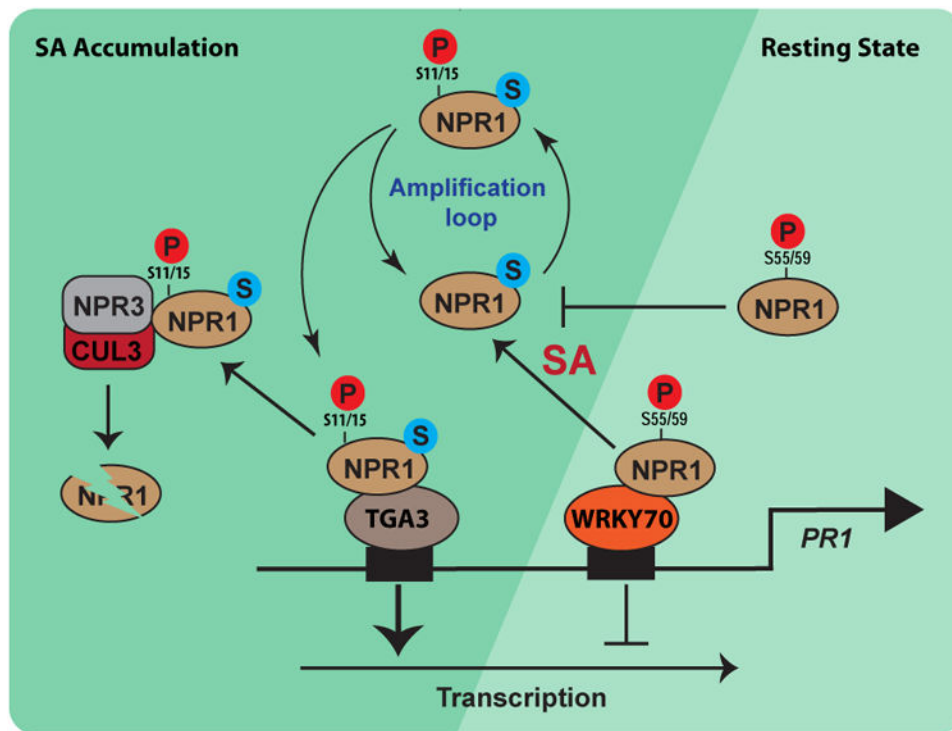 SA Accumulation
Resting State
P
S11/15
S
NPR1
Amplification
loop
P
S11/15
S
NPR3
NPR1
CUL3
S
NPR1
P
S55/59
NPR1
SA
P
S11/15
S
NPR1
TGA3
P
S55/59
NPR1
WRKY70
NPR1
PR1
Transcription